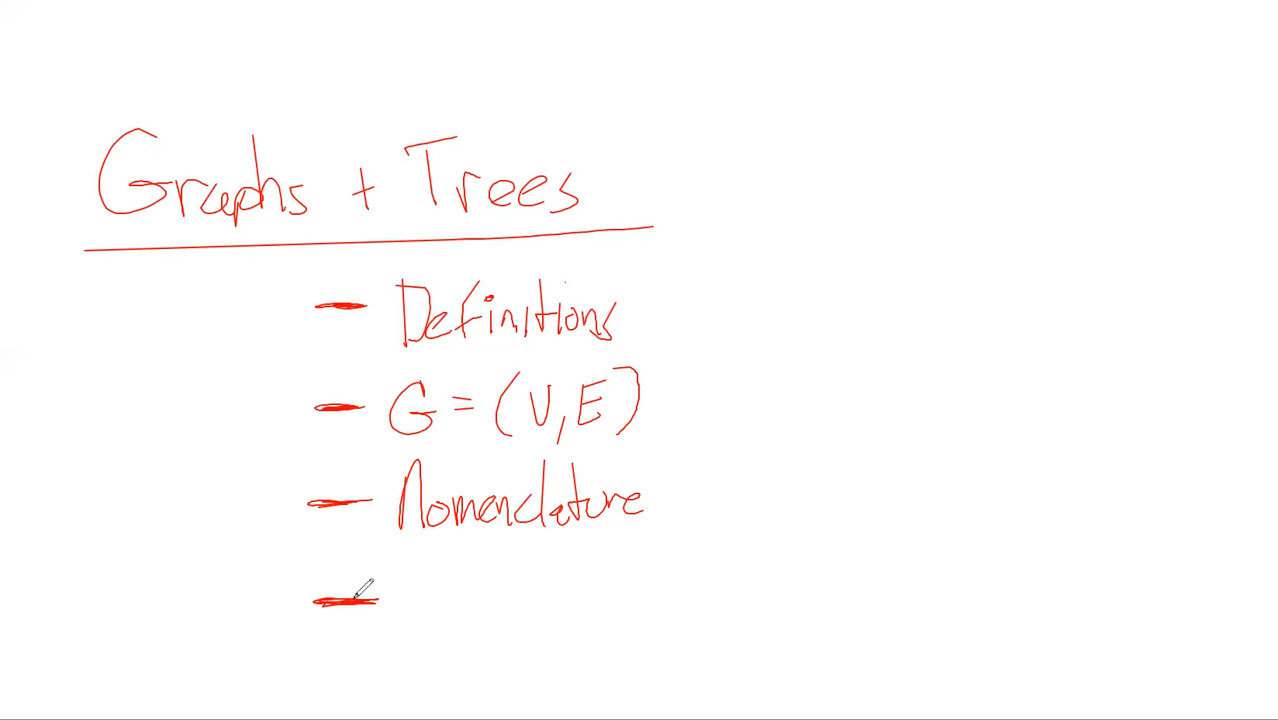 Graphs + Trees
- Definitions
- G = (V, E)
- Nomenclature
-